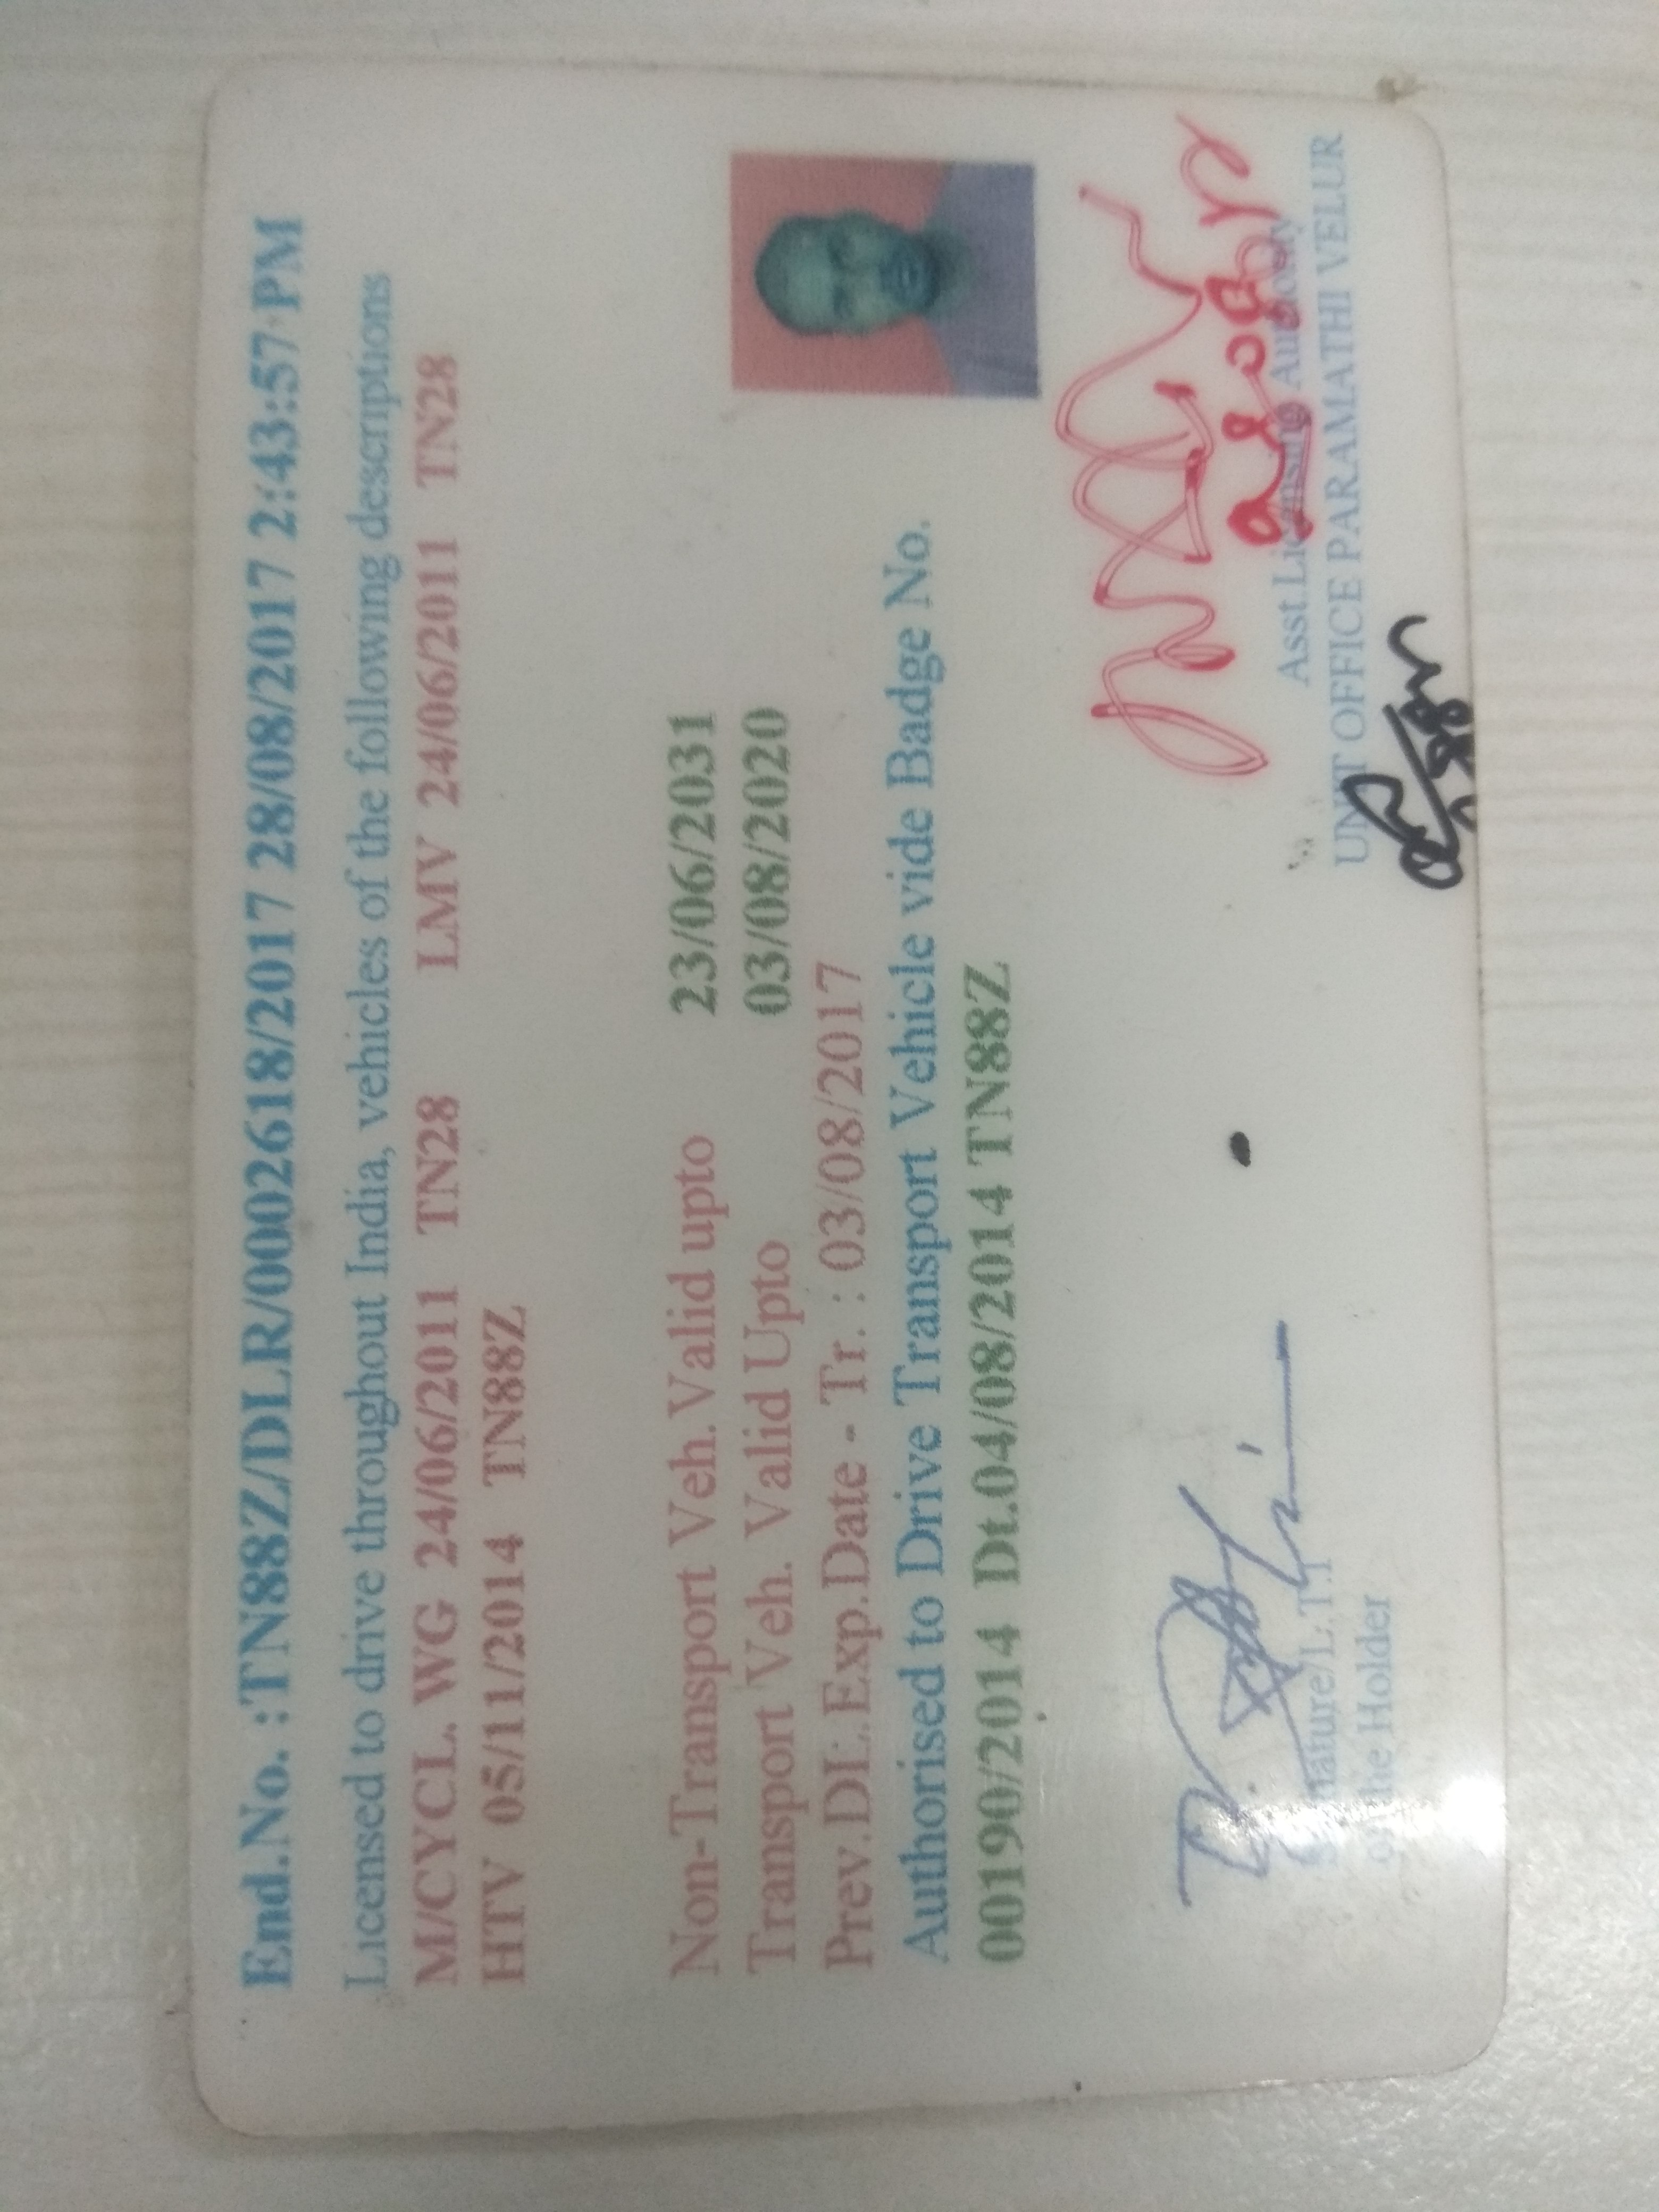 End.No. :TN88Z/DLR/0002618/2017 28/08/2017 2:43:57 PM
Licensed to drive throughout India, vehicles of the following descriptions
M/CYCL. WG 24/06/2011 TN28 LMV 24/06/2011 TN28
HTV 05/11/2014 TN88Z
Non-Transport Veh. Valid upto 23/06/2031
Transport Veh. Valid Upto 03/08/2020
Prev.DL.Exp.Date - Tr. : 03/08/2017
Authorised to Drive Transport Vehicle vide Badge No.
00190/2014 Dt.04/08/2014 TN88Z
Signature/L.T.I
of the Holder
Asst Licensing Authority
UNIT OFFICE PARAMATHI VELUR